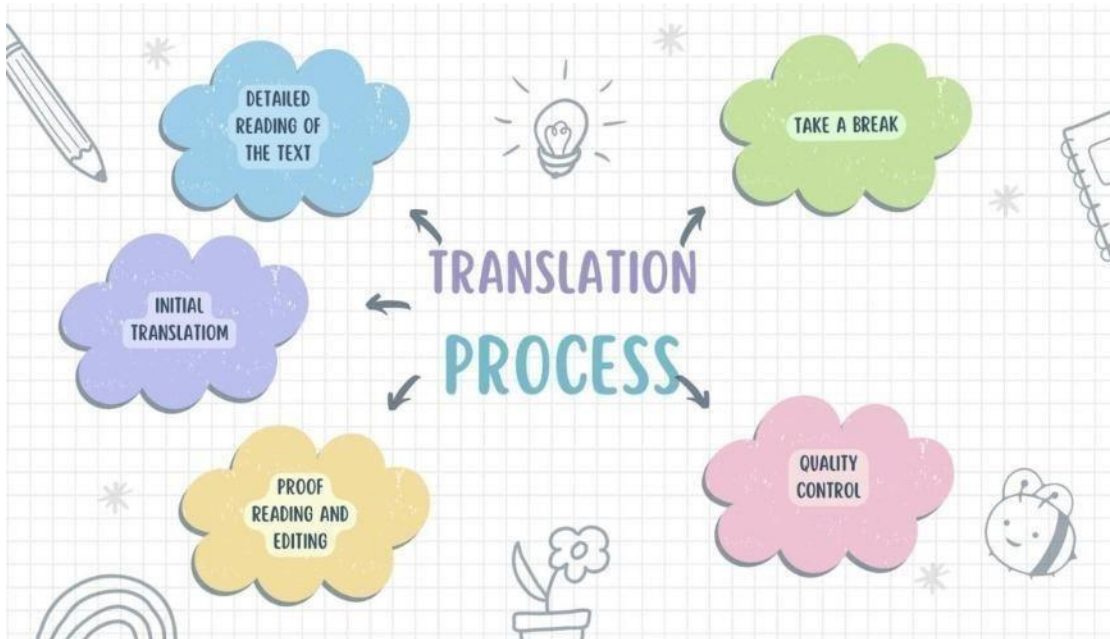 DETAILED
READING OF
THE TEXT
TAKE A BREAK
TRANSLATION
PROCESS
INITIAL
TRANSLATIOM
PROOF
READING AND
EDITING
QUALITY
CONTROL